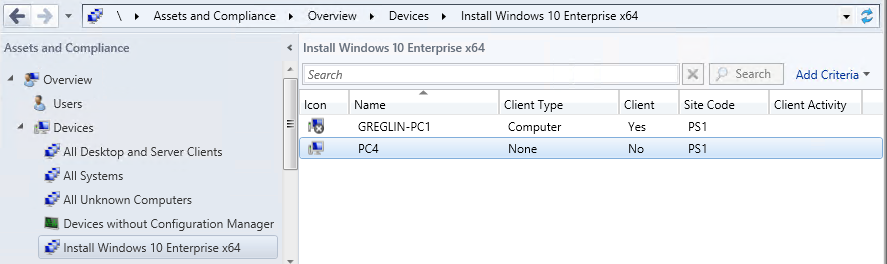 \ Assets and Compliance Overview Devices Install Windows 10 Enterprise x64
Assets and Compliance
Overview
Users
Devices
All Desktop and Server Clients
All Systems
All Unknown Computers
Devices without Configuration Manager
Install Windows 10 Enterprise x64
Install Windows 10 Enterprise x64
Search Search Add Criteria
Icon Name Client Type Client Site Code Client Activity
GREGLIN-PC1 Computer Yes PS1
PC4 None No PS1